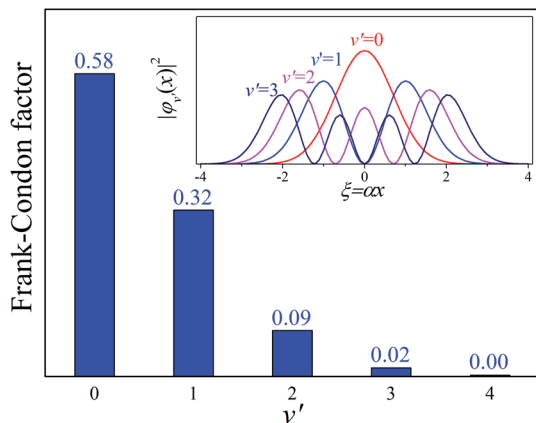 Frank-Condon factor
0.58
0.32
0.09
0.02
0.00
0
1
2
3
4
v'
|φv'(x)|²
v'=0
v'=1
v'=2
v'=3
-4
-2
0
2
4
ξ=αx